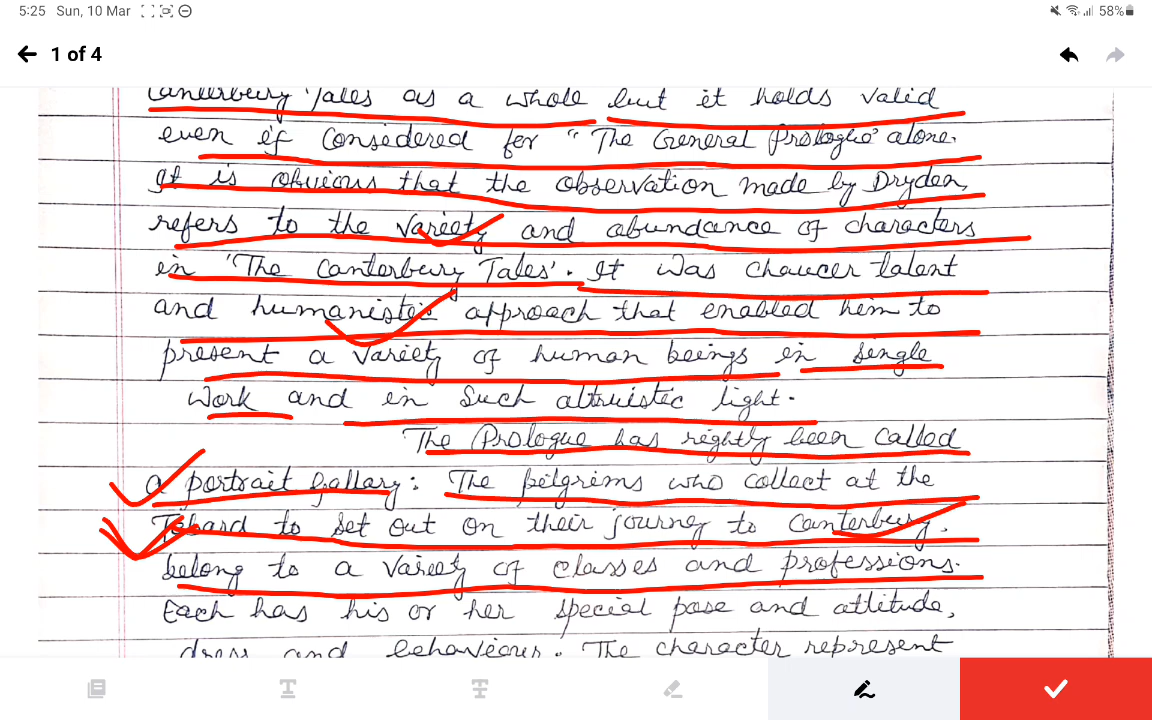 5:25 Sun, 10 Mar 58%
1 of 4
Canterbury Tales as a whole but it holds valid
even if considered for "The General Prologue' alone.
It is obvious that the observation made by Dryden,
refers to the variety and abundance of characters
in 'The Canterbury Tales'. It was chaucer talent
and humanistic approach that enabled him to
present a variety of human beings in single
work and in such altruistic light.
The Prologue has rightly been called
a portrait gallary: The pilgrims who collect at the
Tabard to set out on their journey to Canterbury,
belong to a variety of classes and professions.
Each has his or her special pose and attitude,
dress and behaviour. The character represent